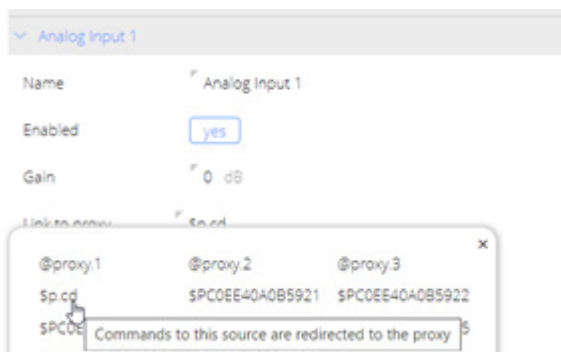 Analog Input 1
Name Analog Input 1
Enabled yes
Gain 0 dB
Link to proxy $p.cd
@proxy.1 @proxy.2 @proxy.3
$p.cd $PC0EE40A0B5921 $PC0EE40A0B5922
Commands to this source are redirected to the proxy